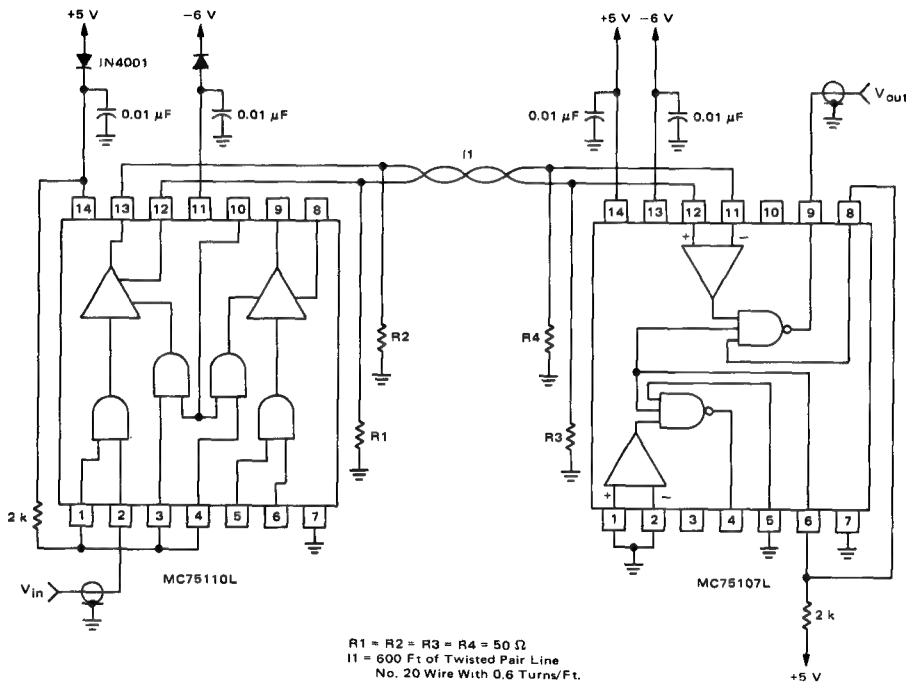 +5 V
-6 V
+5 V
-6 V
IN4001
0.01 µF
0.01 µF
0.01 µF
0.01 µF
Vout
I1
14 13 12 11 10 9 8
14 13 12 11 10 9 8
+ −
R2
R4
R1
R3
2 k
+ −
1 2 3 4 5 6 7
1 2 3 4 5 6 7
MC75110L
MC75107L
Vin
2 k
R1 = R2 = R3 = R4 = 50 Ω
I1 = 600 Ft of Twisted Pair Line
No. 20 Wire With 0.6 Turns/Ft.
+5 V